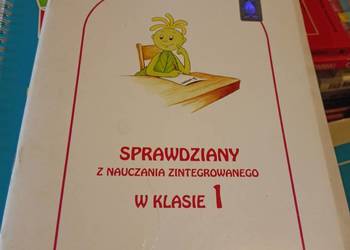 SPRAWDZIANY
Z NAUCZANIA ZINTEGROWANEGO
W KLASIE 1